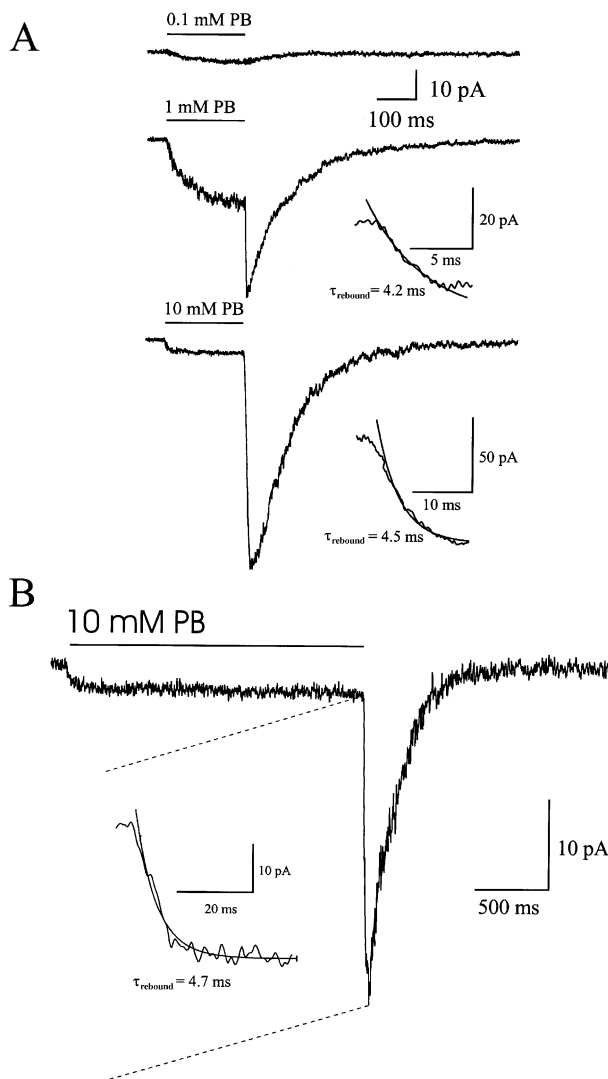 A
0.1 mM PB
10 pA
100 ms
1 mM PB
20 pA
5 ms
τrebound = 4.2 ms
10 mM PB
50 pA
10 ms
τrebound = 4.5 ms
B
10 mM PB
10 pA
20 ms
10 pA
500 ms
τrebound = 4.7 ms